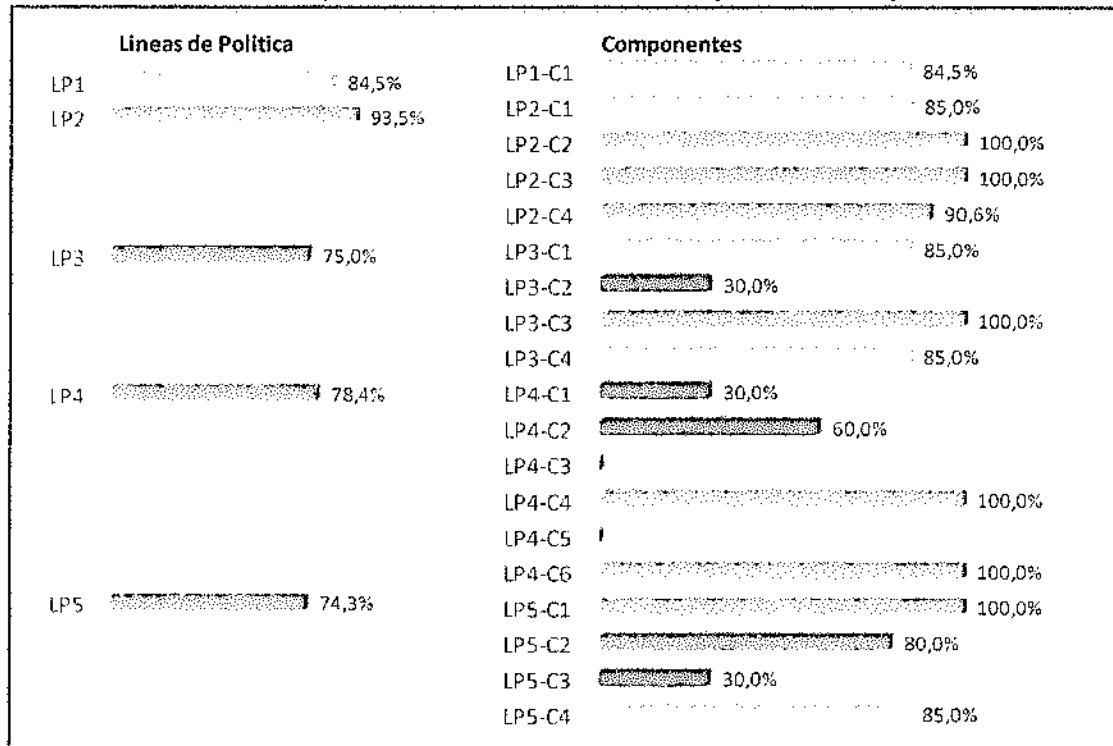 Lineas de Politica
LP1 84,5%
LP2 93,5%
LP3 75,0%
LP4 78,4%
LP5 74,3%
Componentes
LP1-C1 84,5%
LP2-C1 85,0%
LP2-C2 100,0%
LP2-C3 100,0%
LP2-C4 90,6%
LP3-C1 85,0%
LP3-C2 30,0%
LP3-C3 100,0%
LP3-C4 85,0%
LP4-C1 30,0%
LP4-C2 60,0%
LP4-C3
LP4-C4 100,0%
LP4-C5
LP4-C6 100,0%
LP5-C1 100,0%
LP5-C2 80,0%
LP5-C3 30,0%
LP5-C4 85,0%